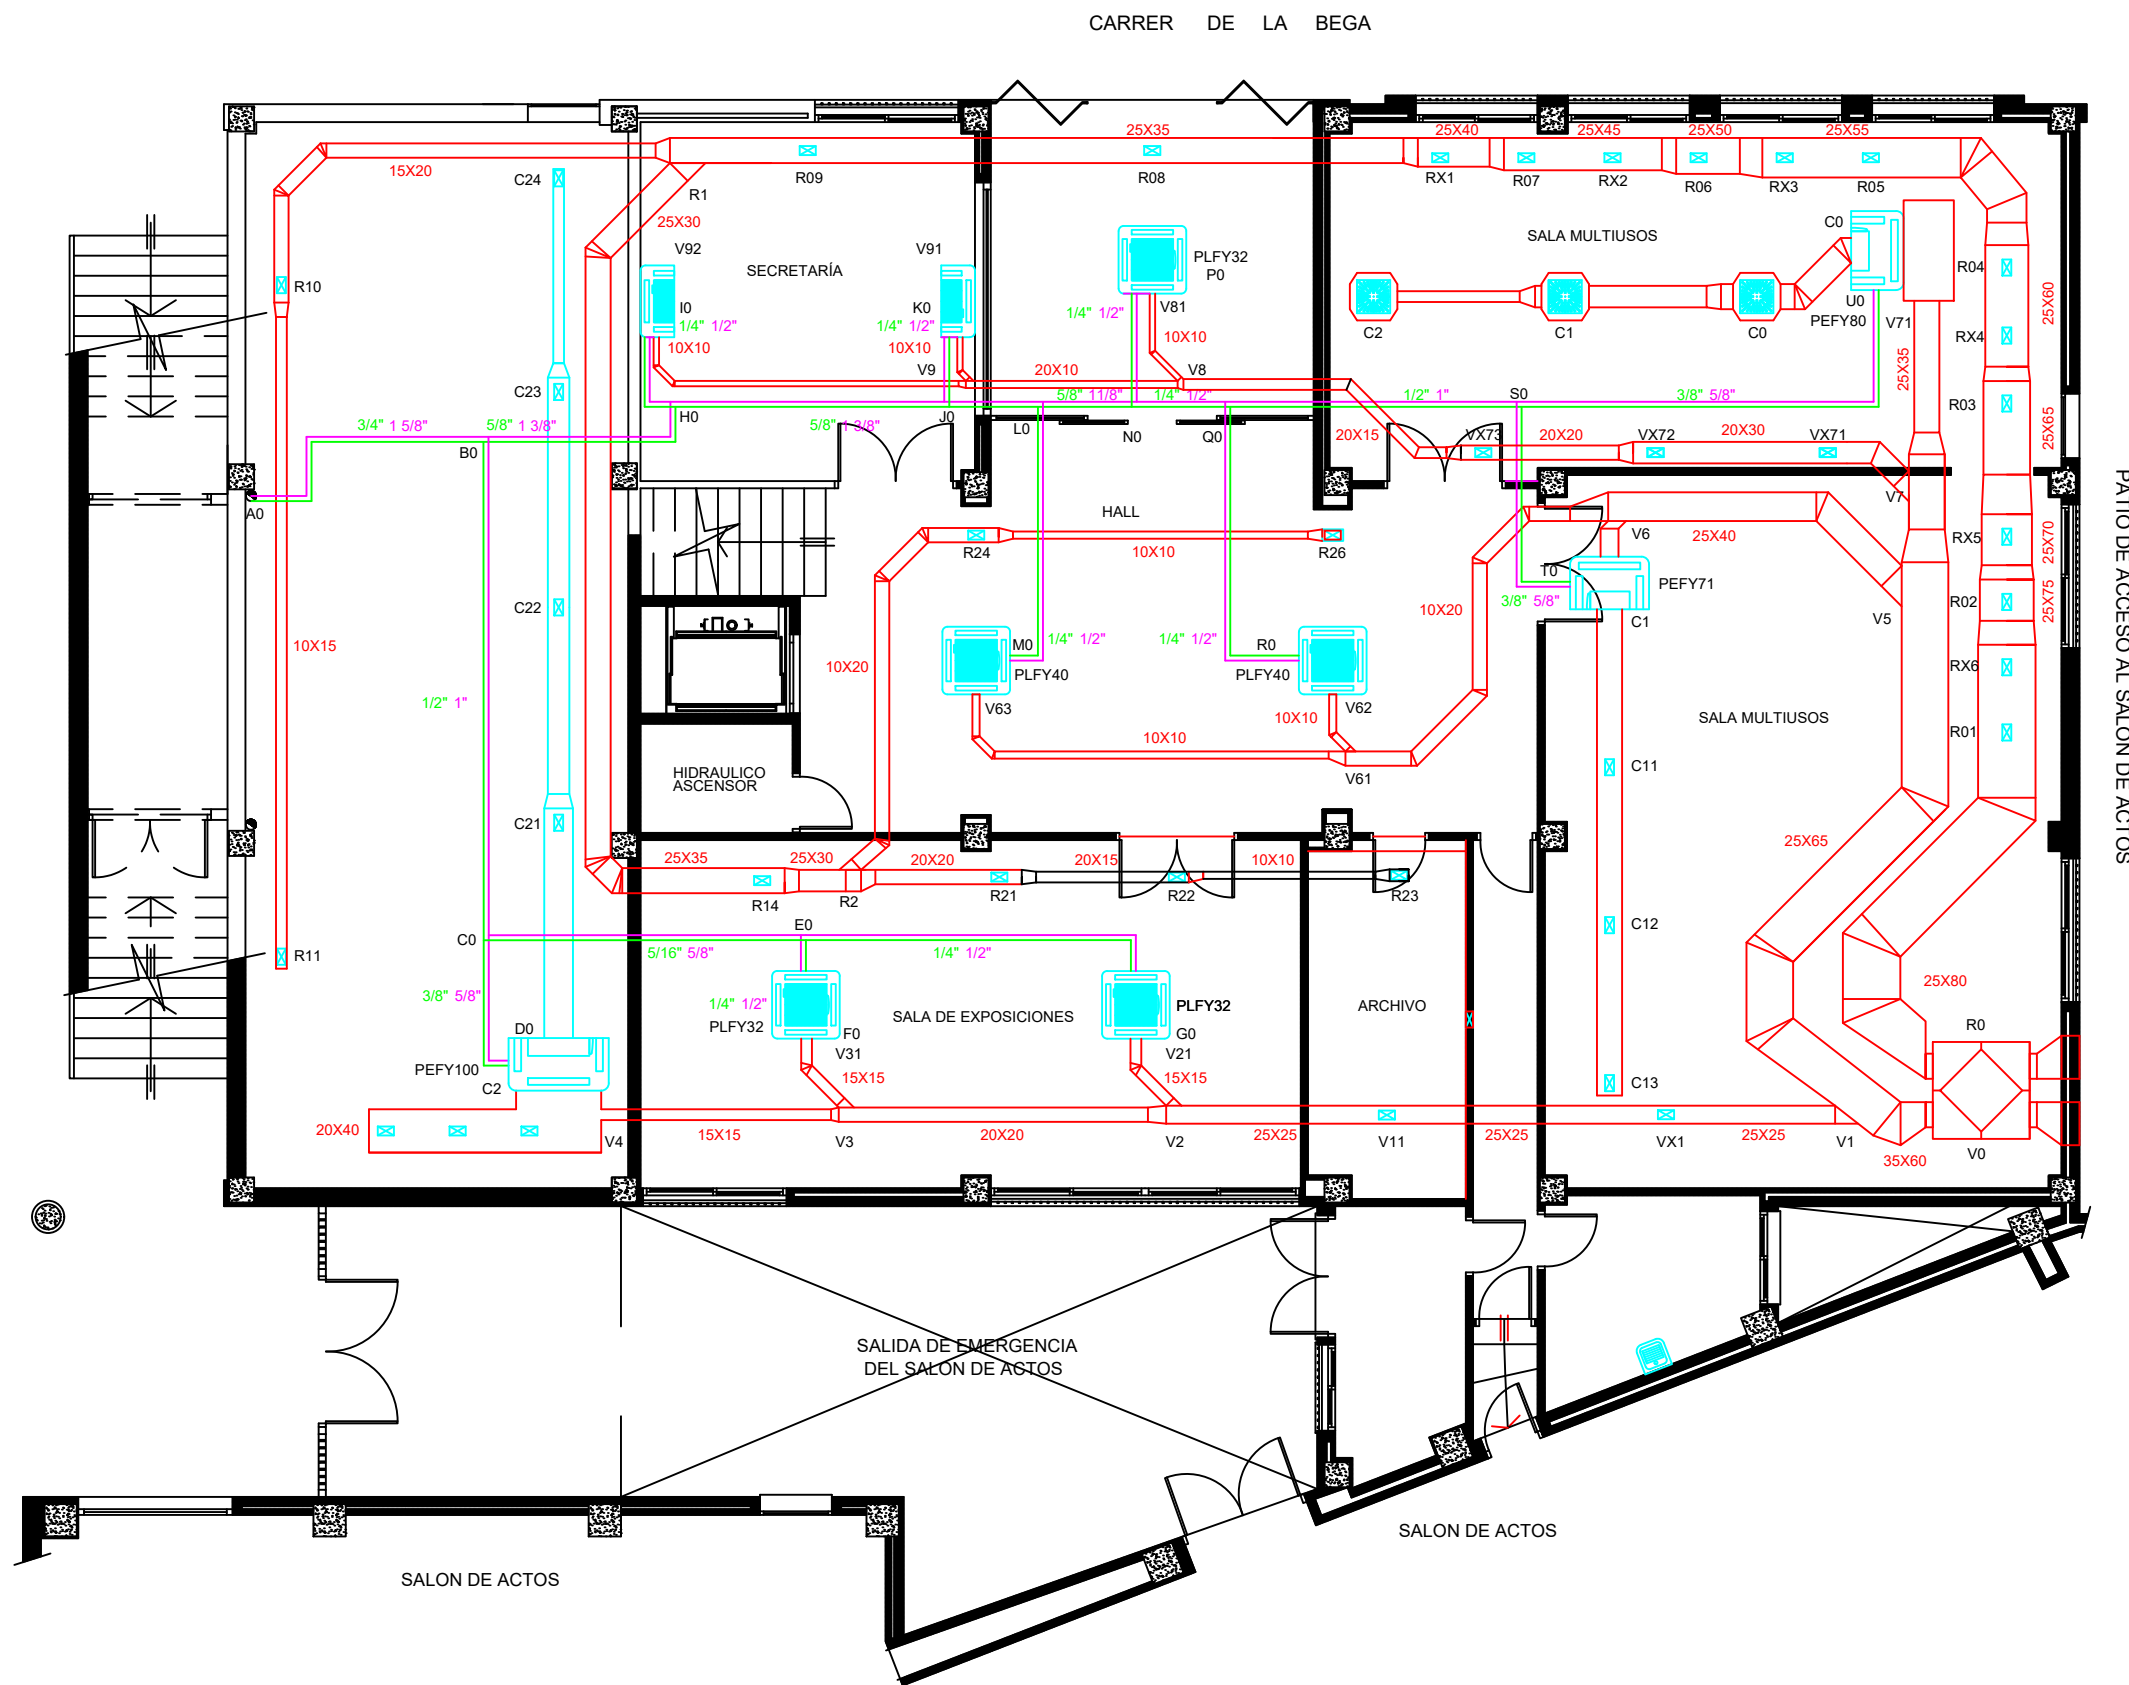 CARRER DE LA BEGA
25X35
25X40
25X45
25X50
25X55
15X20
C24
R09
R08
RX1
R07
RX2
R06
RX3
R05
R1
25X30
C0
V92
V91
SALA MULTIUSOS
SECRETARÍA
PLFY32
P0
R04
R10
I0
K0
V81
U0
1/4" 1/2"
1/4" 1/2"
1/4" 1/2"
PEFY80
V71
25X60
C2
C1
C0
RX4
10X10
10X10
10X10
V9
20X10
V8
25X35
C23
5/8" 11/8"
1/4" 1/2"
1/2" 1"
S0
3/8" 5/8"
R03
H0
J0
L0
N0
Q0
3/4" 1 5/8"
5/8" 1 3/8"
5/8" 1 3/8"
20X15
VX73
20X20
VX72
20X30
VX71
25X65
B0
A0
V7
HALL
V6
25X40
RX5
25X70
R24
10X10
R26
T0
PEFY71
PATIO DE ACCESO AL SALON DE ACTOS
C22
10X20
3/8" 5/8"
R02
25X75
C1
V5
10X15
M0
1/4" 1/2"
1/4" 1/2"
R0
10X20
PLFY40
PLFY40
RX6
1/2" 1"
V63
V62
10X10
SALA MULTIUSOS
R01
10X10
HIDRAULICO
ASCENSOR
V61
C11
C21
25X65
25X35
25X30
20X20
20X15
10X10
R14
R2
R21
R22
R23
C12
C0
E0
R11
5/16" 5/8"
1/4" 1/2"
25X80
3/8" 5/8"
1/4" 1/2"
PLFY32
SALA DE EXPOSICIONES
PLFY32
ARCHIVO
D0
F0
G0
R0
V31
V21
PEFY100
C2
15X15
15X15
C13
20X40
V4
15X15
V3
20X20
V2
25X25
V11
25X25
VX1
25X25
V1
35X60
V0
SALIDA DE EMERGENCIA
DEL SALON DE ACTOS
SALON DE ACTOS
SALON DE ACTOS